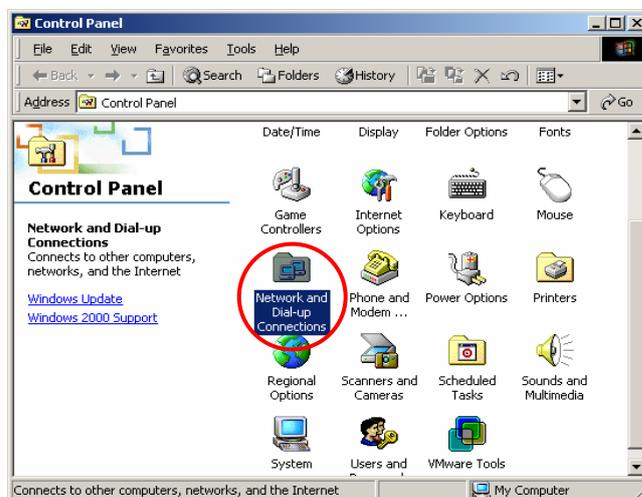 Control Panel
File Edit View Favorites Tools Help
Back Search Folders History
Address Control Panel Go
Control Panel
Network and Dial-up
Connections
Connects to other computers,
networks, and the Internet
Windows Update
Windows 2000 Support
Date/Time Display Folder Options Fonts
Game
Controllers
Internet
Options
Keyboard
Mouse
Network and
Dial-up
Connections
Phone and
Modem ...
Power Options
Printers
Regional
Options
Scanners and
Cameras
Scheduled
Tasks
Sounds and
Multimedia
System
Users and
VMware Tools
Connects to other computers, networks, and the Internet
My Computer